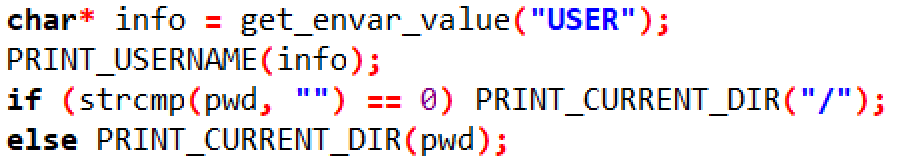 char* info = get_envar_value("USER");
PRINT_USERNAME(info);
if (strcmp(pwd, "") == 0) PRINT_CURRENT_DIR("/");
else PRINT_CURRENT_DIR(pwd);